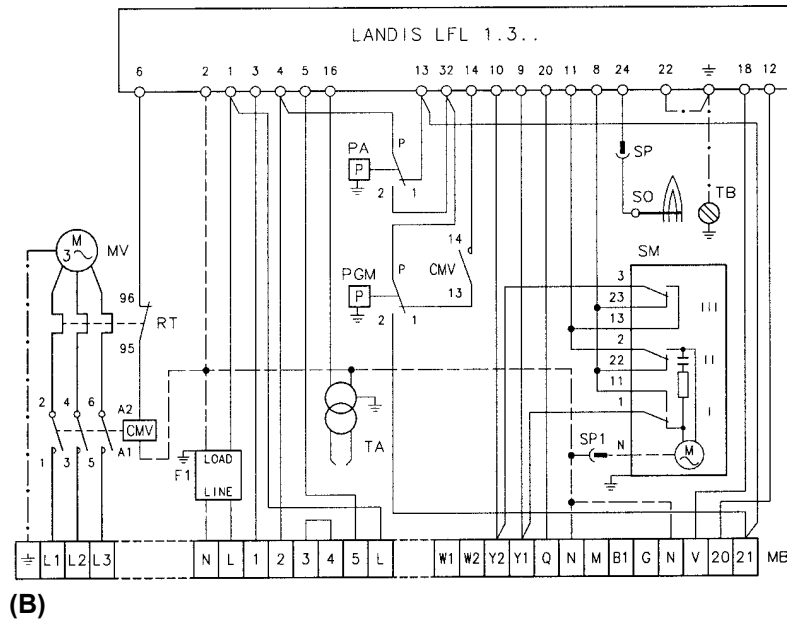 LANDIS LFL 1.3..
6 2 1 3 4 16 13 32 14 10 9 20 11 8 24 22 18 12
PA P P 2 1
SP
SO TB
14
CMV
13
PGM P P 2 1
M
3
MV
96
RT
95
SM
3
23
13
III
2
22
II
11
1
I
2 4 6 A2
CMV
1 3 5 A1
TA
F1 LOAD
LINE
SP1 N M
L1 L2 L3 N L 1 2 3 4 5 L W1 W2 Y2 Y1 Q N M B1 G N V 20 21 MB
(B)